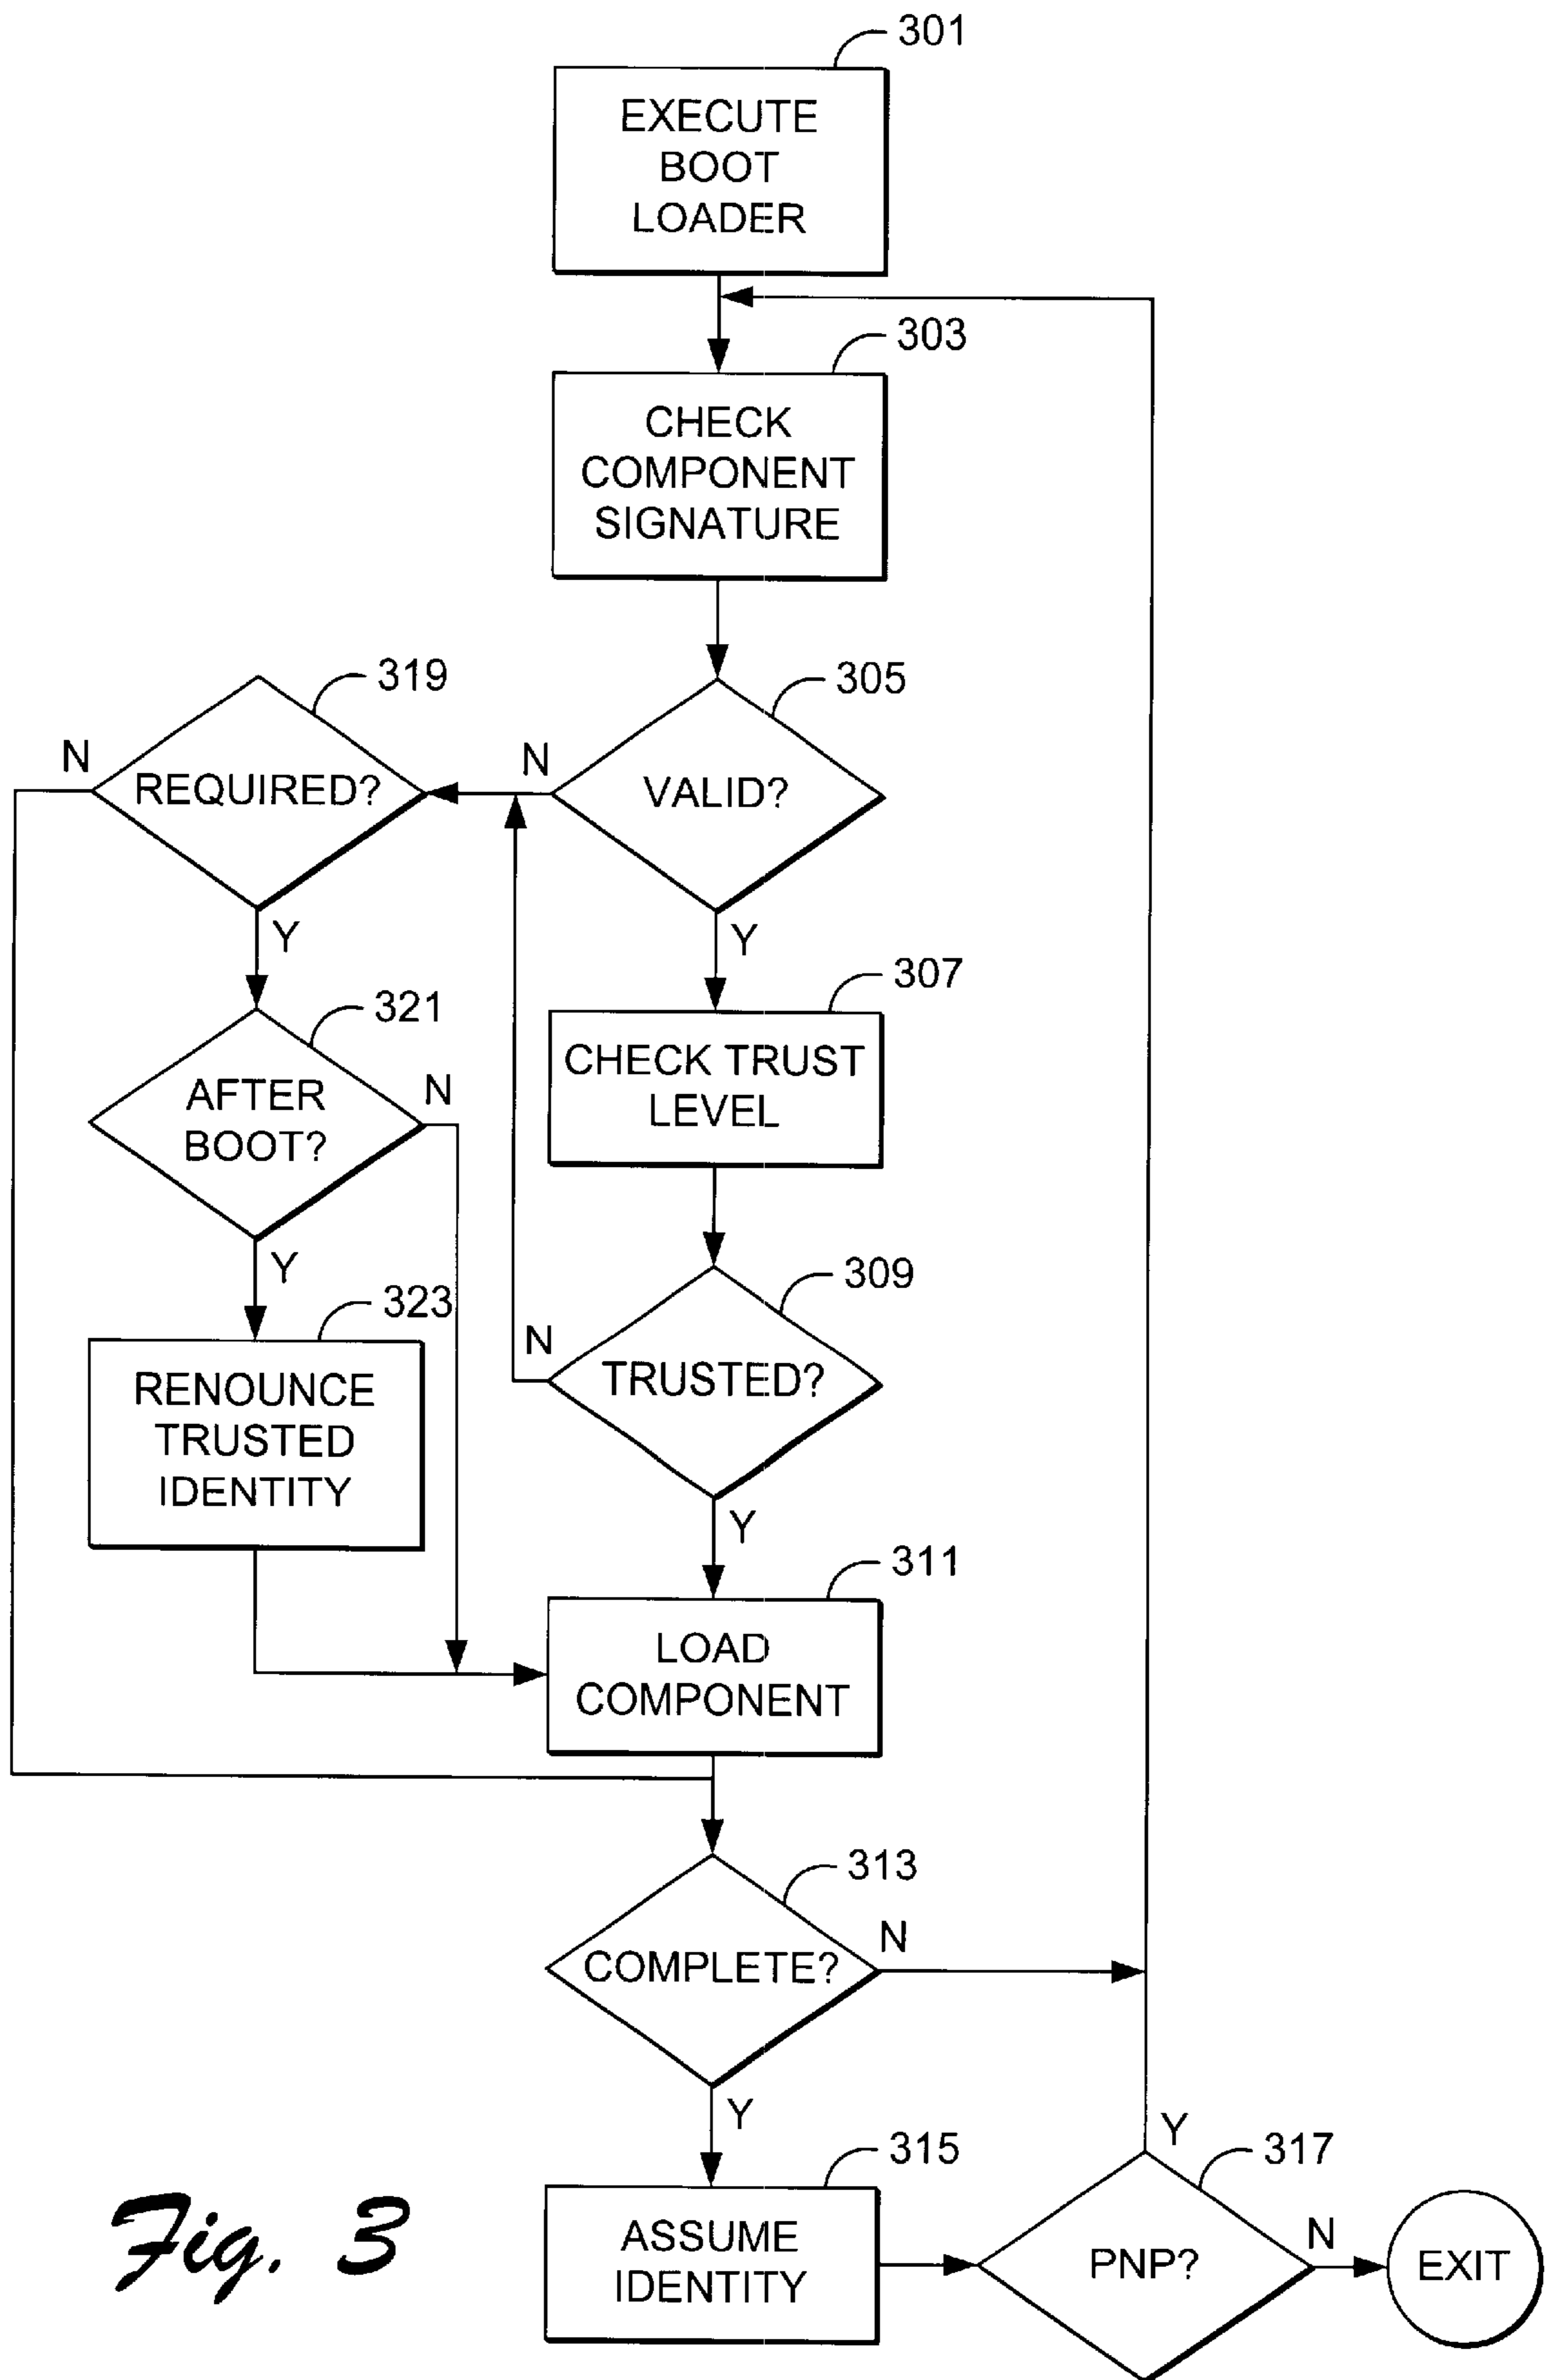 301
EXECUTE
BOOT
LOADER
303
CHECK
COMPONENT
SIGNATURE
319
305
N
REQUIRED?
N
VALID?
Y
Y
321
307
AFTER
BOOT?
N
CHECK TRUST
LEVEL
Y
323
309
RENOUNCE
TRUSTED
IDENTITY
N
TRUSTED?
Y
311
LOAD
COMPONENT
313
COMPLETE?
N
Y
Y
315
317
ASSUME
IDENTITY
PNP?
N
EXIT
Fig. 3